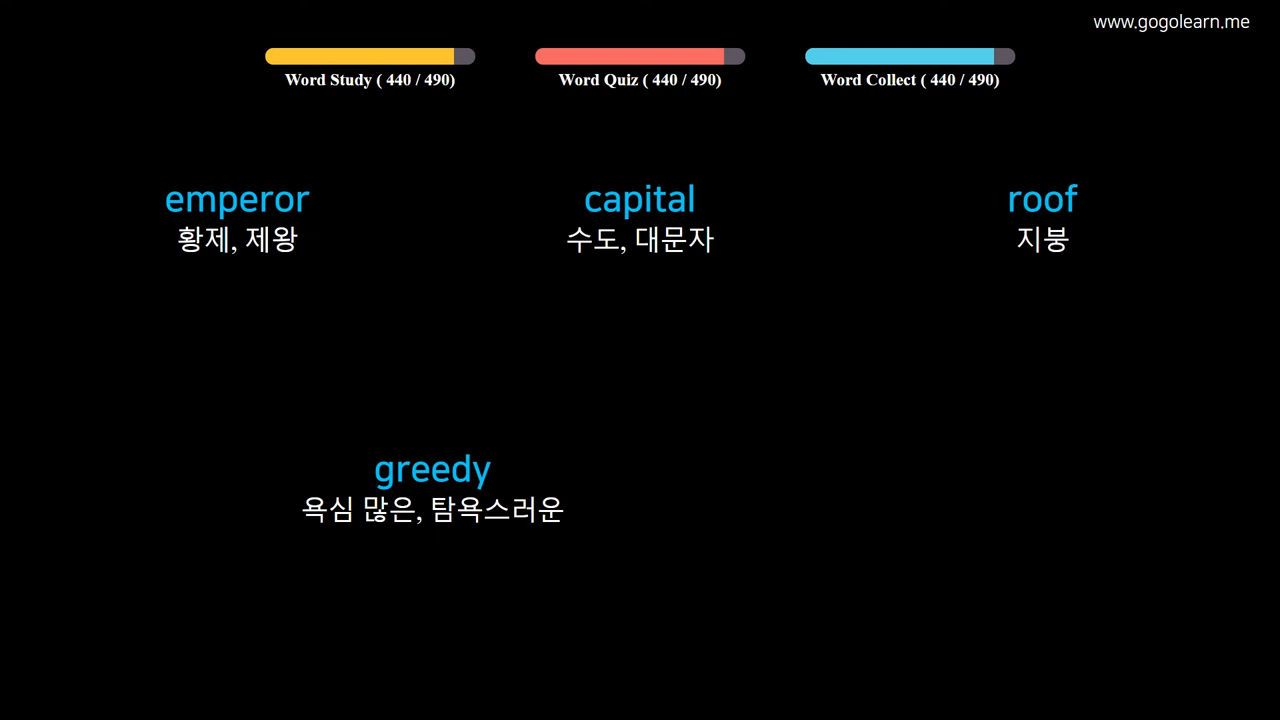 www.gogolearn.me
Word Study ( 440 / 490)
Word Quiz ( 440 / 490)
Word Collect ( 440 / 490)
emperor
황제, 제왕
capital
수도, 대문자
roof
지붕
greedy
욕심 많은, 탐욕스러운